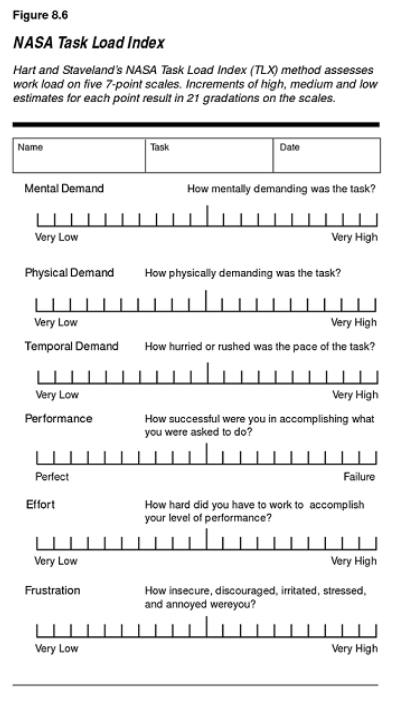 Figure 8.6
NASA Task Load Index
Hart and Staveland's NASA Task Load Index (TLX) method assesses
work load on five 7-point scales. Increments of high, medium and low
estimates for each point result in 21 gradations on the scales.
Name Task Date
Mental Demand How mentally demanding was the task?
Very Low Very High
Physical Demand How physically demanding was the task?
Very Low Very High
Temporal Demand How hurried or rushed was the pace of the task?
Very Low Very High
Performance How successful were you in accomplishing what
you were asked to do?
Perfect Failure
Effort How hard did you have to work to accomplish
your level of performance?
Very Low Very High
Frustration How insecure, discouraged, irritated, stressed,
and annoyed wereyou?
Very Low Very High